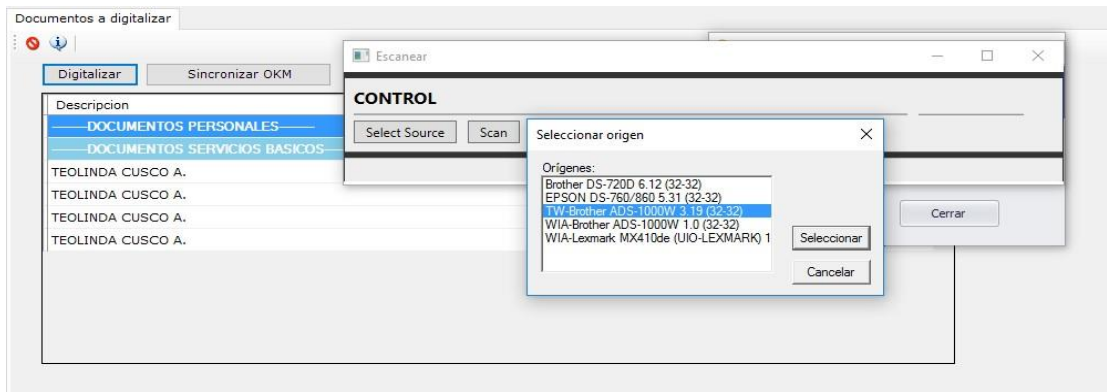 Documentos a digitalizar
Digitalizar
Sincronizar OKM
Descripcion
DOCUMENTOS PERSONALES
DOCUMENTOS SERVICIOS BASICOS
TEOLINDA CUSCO A.
TEOLINDA CUSCO A.
TEOLINDA CUSCO A.
TEOLINDA CUSCO A.
Escanear
CONTROL
Select Source
Scan
Seleccionar origen
Orígenes:
Brother DS-720D 6.12 (32-32)
EPSON DS-760/860 5.31 (32-32)
TW-Brother ADS-1000W 3.19 (32-32)
WIA-Brother ADS-1000W 1.0 (32-32)
WIA-Lexmark MX410de (UIO-LEXMARK) 1
Seleccionar
Cancelar
Cerrar